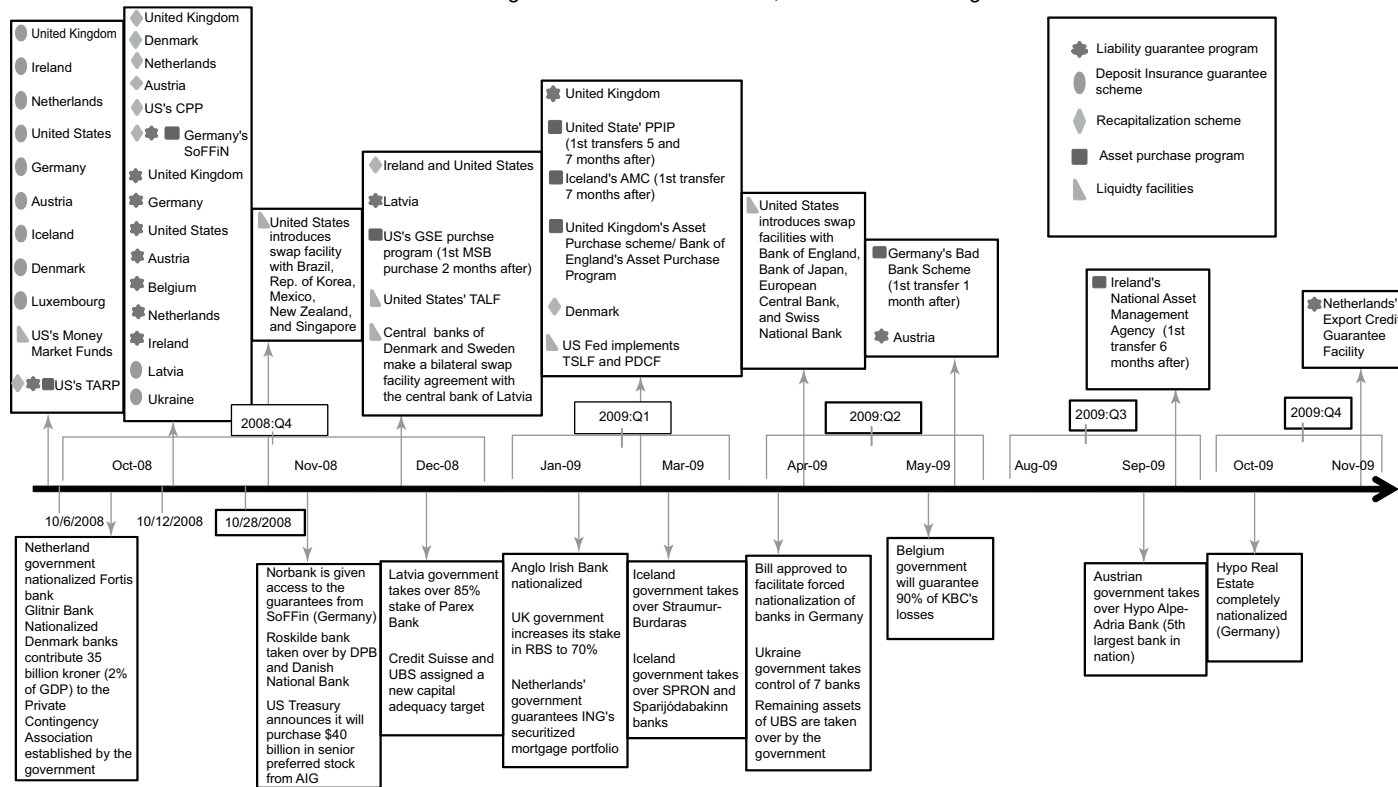 United Kingdom
Ireland
Netherlands
United States
Germany
Austria
Iceland
Denmark
Luxembourg
US's Money
Market Funds
US's TARP
United Kingdom
Denmark
Netherlands
Austria
US's CPP
Germany's
SoFFiN
United Kingdom
Germany
United States
Austria
Belgium
Netherlands
Ireland
Latvia
Ukraine
United States
introduces
swap facility
with Brazil,
Rep. of Korea,
Mexico,
New Zealand,
and Singapore
Ireland and United States
Latvia
US's GSE purchse
program (1st MSB
purchase 2 months after)
United States' TALF
Central banks of
Denmark and Sweden
make a bilateral swap
facility agreement with
the central bank of Latvia
United Kingdom
United State' PPIP
(1st transfers 5 and
7 months after)
Iceland's AMC (1st transfer
7 months after)
United Kingdom's Asset
Purchase scheme/ Bank of
England's Asset Purchase
Program
Denmark
US Fed implements
TSLF and PDCF
United States
introduces swap
facilities with
Bank of England,
Bank of Japan,
European
Central Bank,
and Swiss
National Bank
Germany's Bad
Bank Scheme
(1st transfer 1
month after)
Austria
Ireland's
National Asset
Management
Agency (1st
transfer 6
months after)
Netherlands'
Export Credit
Guarantee
Facility
Liability guarantee program
Deposit Insurance guarantee
scheme
Recapitalization scheme
Asset purchase program
Liquidty facilities
2008:Q4
2009:Q1
2009:Q2
2009:Q3
2009:Q4
Oct-08
Nov-08
Dec-08
Jan-09
Mar-09
Apr-09
May-09
Aug-09
Sep-09
Oct-09
Nov-09
10/6/2008
10/12/2008
10/28/2008
Netherland
government
nationalized Fortis
bank
Glitnir Bank
Nationalized
Denmark banks
contribute 35
billion kroner (2%
of GDP) to the
Private
Contingency
Association
established by the
government
Norbank is given
access to the
guarantees from
SoFFin (Germany)
Roskilde bank
taken over by DPB
and Danish
National Bank
US Treasury
announces it will
purchase $40
billion in senior
preferred stock
from AIG
Latvia government
takes over 85%
stake of Parex
Bank
Credit Suisse and
UBS assigned a
new capital
adequacy target
Anglo Irish Bank
nationalized
UK government
increases its stake
in RBS to 70%
Netherlands'
government
guarantees ING's
securitized
mortgage portfolio
Iceland
government takes
over Straumur-
Burdaras
Iceland
government takes
over SPRON and
Sparijódabakinn
banks
Bill approved to
facilitate forced
nationalization of
banks in Germany
Ukraine
government takes
control of 7 banks
Remaining assets
of UBS are taken
over by the
government
Belgium
government
will guarantee
90% of KBC's
losses
Austrian
government takes
over Hypo Alpe-
Adria Bank (5th
largest bank in
nation)
Hypo Real
Estate
completely
nationalized
(Germany)